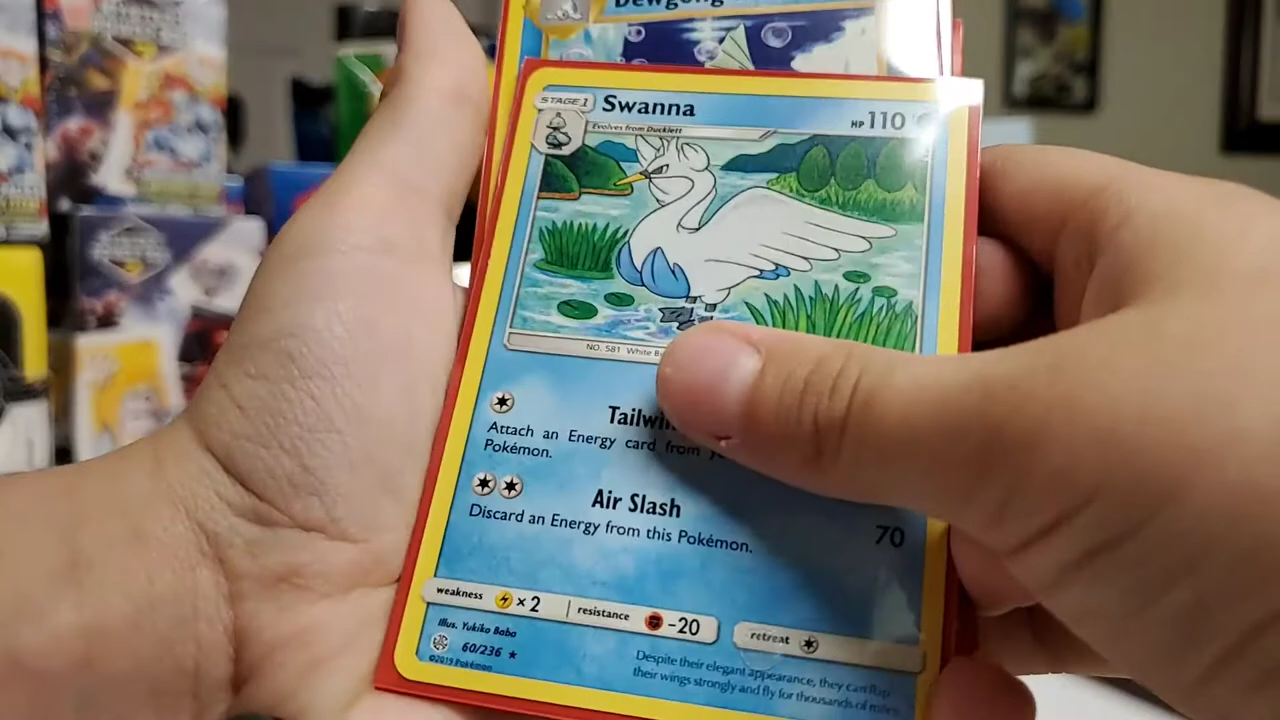 Dewgong
STAGE 1
Swanna
HP 110
Evolves from Ducklett
NO. 581 White
Attach an Energy card from
Pokémon.
Air Slash
70
Discard an Energy from this Pokémon.
weakness ×2 resistance -20
retreat
Illus. Yukiko Baba
60/236 ★
©2019 Pokémon
Despite their elegant appearance, they can flap
their wings strongly and fly for thousands of miles.